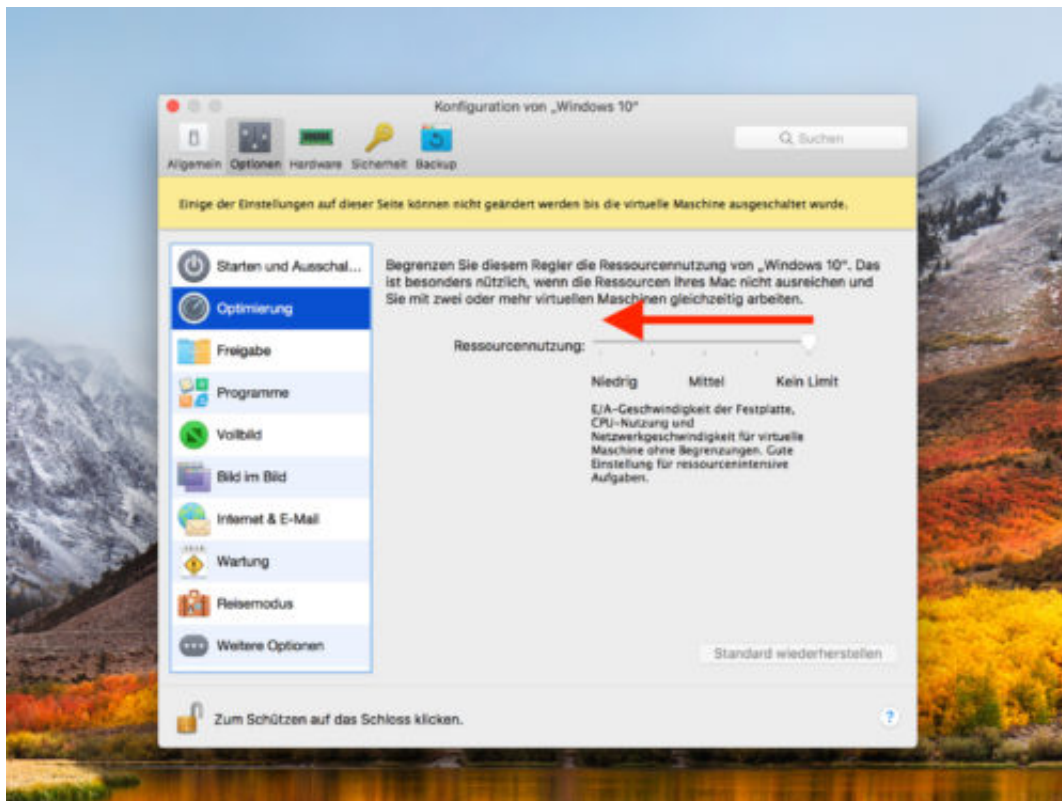 Konfiguration von „Windows 10“
Suchen
Allgemein Optionen Hardware Sicherheit Backup
Einige der Einstellungen auf dieser Seite können nicht geändert werden bis die virtuelle Maschine ausgeschaltet wurde.
Starten und Ausschal...
Optimierung
Freigabe
Programme
Vollbild
Bild im Bild
Internet & E-Mail
Wartung
Reisemodus
Weitere Optionen
Begrenzen Sie diesem Regler die Ressourcennutzung von „Windows 10“. Das
ist besonders nützlich, wenn die Ressourcen Ihres Mac nicht ausreichen und
Sie mit zwei oder mehr virtuellen Maschinen gleichzeitig arbeiten.
Ressourcennutzung:
Niedrig Mittel Kein Limit
E/A-Geschwindigkeit der Festplatte,
CPU-Nutzung und
Netzwerkgeschwindigkeit für virtuelle
Maschine ohne Begrenzungen. Gute
Einstellung für ressourcenintensive
Aufgaben.
Standard wiederherstellen
Zum Schützen auf das Schloss klicken.
?